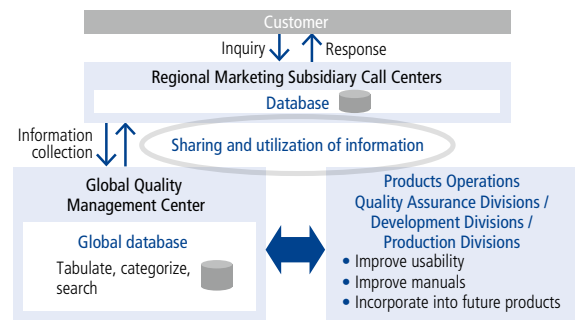 Customer
Inquiry
Response
Regional Marketing Subsidiary Call Centers
Database
Information
collection
Sharing and utilization of information
Global Quality
Management Center
Global database
Tabulate, categorize,
search
Products Operations
Quality Assurance Divisions /
Development Divisions /
Production Divisions
• Improve usability
• Improve manuals
• Incorporate into future products